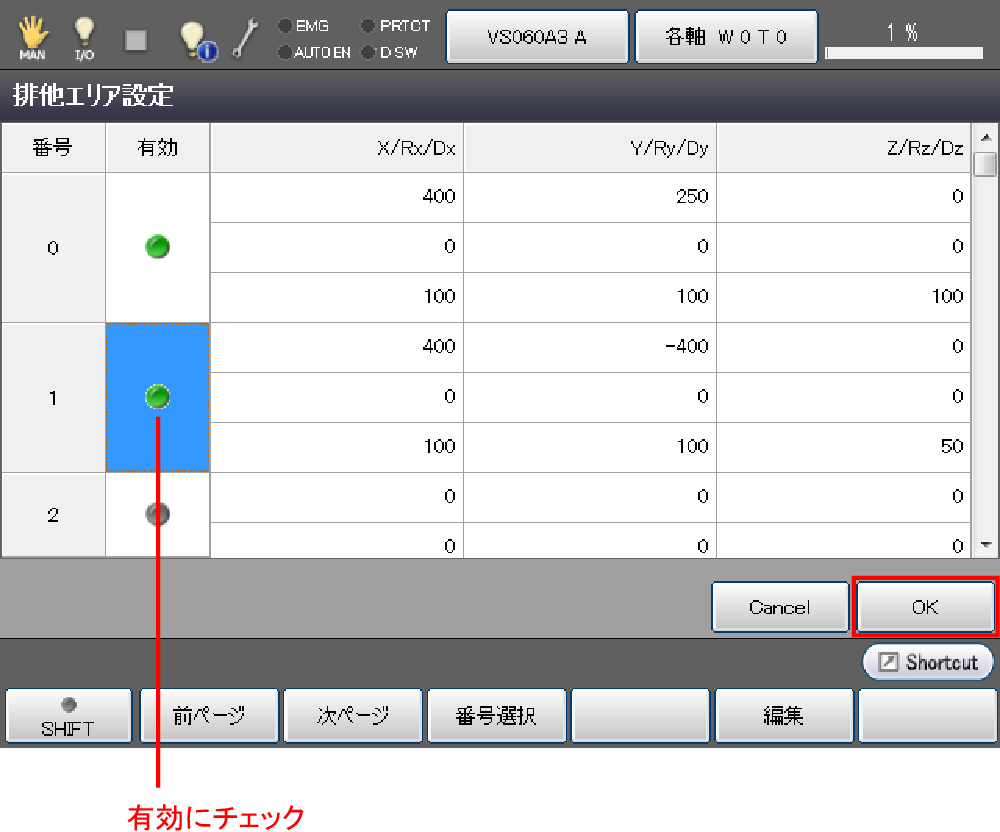 MAN I/O EMG PRTCT VS060A3 A 各軸 W0T0 1 %
AUTO EN D SW
排他エリア設定
番号 有効 X/Rx/Dx Y/Ry/Dy Z/Rz/Dz
400 250 0
0 0 0 0
100 100 100
400 -400 0
1 0 0 0
100 100 50
2 0 0 0
0 0 0
Cancel OK
Shortcut
SHIFT 前ページ 次ページ 番号選択 編集
有効にチェック